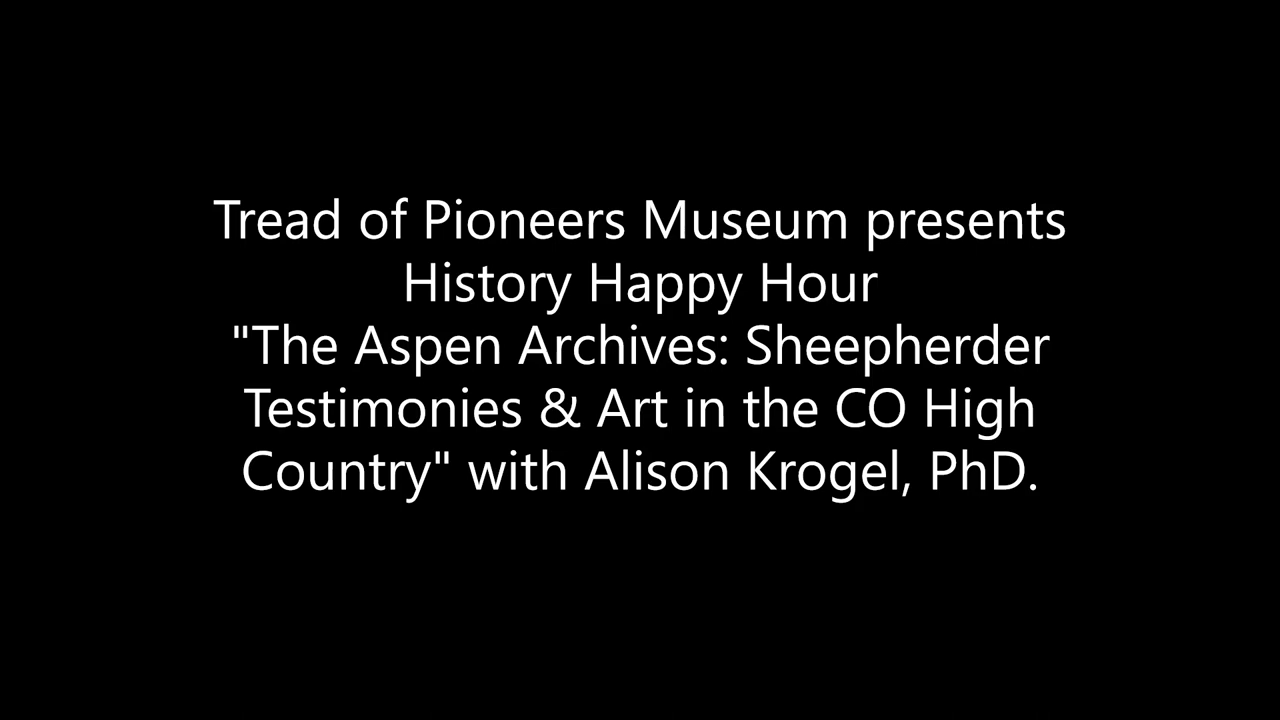 Tread of Pioneers Museum presents
History Happy Hour
"The Aspen Archives: Sheepherder
Testimonies & Art in the CO High
Country" with Alison Krogel, PhD.